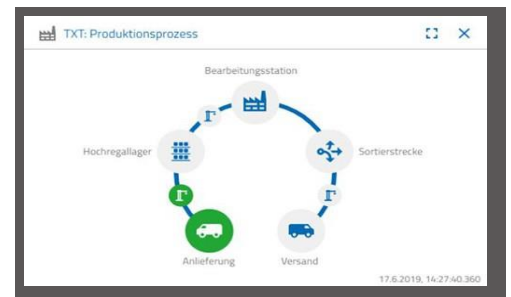 TXT: Produktionsprozess
Bearbeitungsstation
Hochregallager
Sortierstrecke
Anlieferung
Versand
17.6.2019, 14:27:40.360